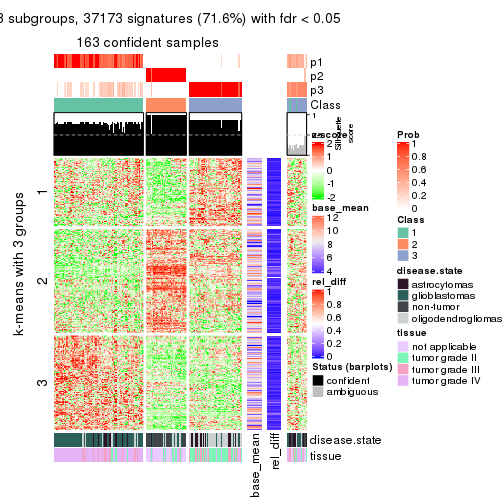 3 subgroups, 37173 signatures (71.6%) with fdr < 0.05
163 confident samples
p1
p2
p3
Class
1
Silhouette
score
z-score
2
1
0
-1
-2
base_mean
12
10
8
6
4
rel_diff
1
0.8
0.6
0.4
0.2
0
Status (barplots)
confident
ambiguous
Prob
1
0.8
0.6
0.4
0.2
0
Class
1
2
3
disease.state
astrocytomas
glioblastomas
non-tumor
oligodendrogliomas
tissue
not applicable
tumor grade II
tumor grade III
tumor grade IV
k-means with 3 groups
1
2
3
disease.state
tissue
base_mean
rel_diff